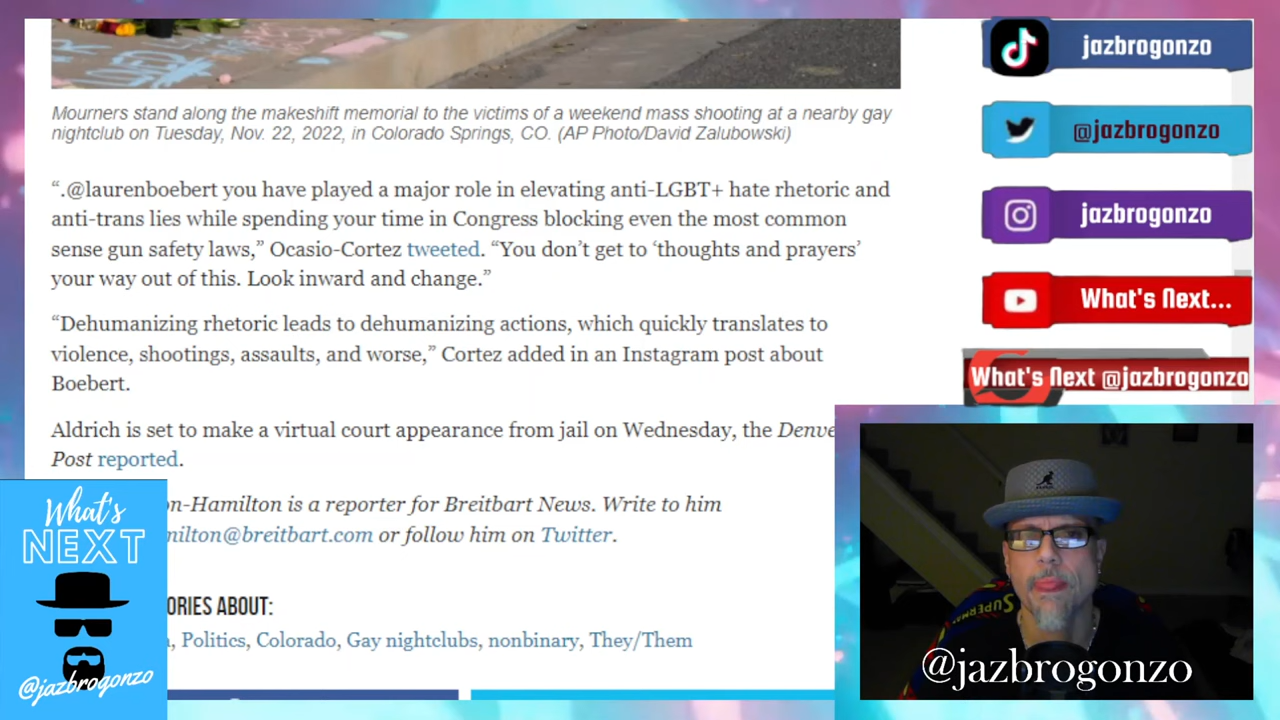 Mourners stand along the makeshift memorial to the victims of a weekend mass shooting at a nearby gay
nightclub on Tuesday, Nov. 22, 2022, in Colorado Springs, CO. (AP Photo/David Zalubowski)
“.@laurenboebert you have played a major role in elevating anti-LGBT+ hate rhetoric and
anti-trans lies while spending your time in Congress blocking even the most common
sense gun safety laws,” Ocasio-Cortez tweeted. “You don’t get to ‘thoughts and prayers’
your way out of this. Look inward and change.”
“Dehumanizing rhetoric leads to dehumanizing actions, which quickly translates to
violence, shootings, assaults, and worse,” Cortez added in an Instagram post about
Boebert.
Aldrich is set to make a virtual court appearance from jail on Wednesday, the Denve
Post reported.
on-Hamilton is a reporter for Breitbart News. Write to him
milton@breitbart.com or follow him on Twitter.
ORIES ABOUT:
Politics, Colorado, Gay nightclubs, nonbinary, They/Them
jazbrogonzo
@jazbrogonzo
jazbrogonzo
What's Next...
What's Next @jazbrogonzo
What's
NEXT
@jazbrogonzo
@jazbrogonzo